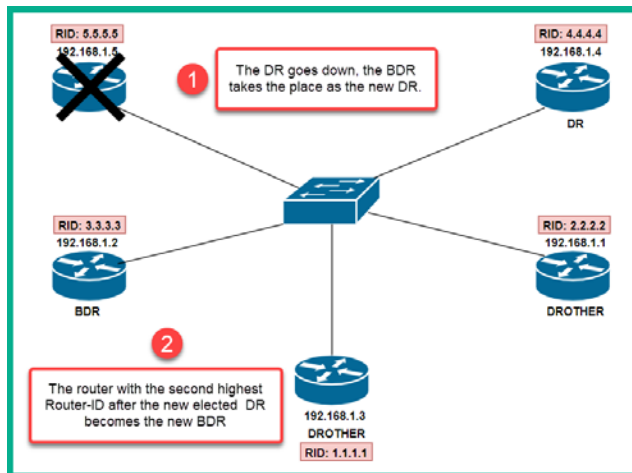 RID: 5.5.5.5
192.168.1.5
1
The DR goes down, the BDR
takes the place as the new DR.
RID: 4.4.4.4
192.168.1.4
DR
RID: 3.3.3.3
192.168.1.2
BDR
RID: 2.2.2.2
192.168.1.1
DROTHER
2
The router with the second highest
Router-ID after the new elected DR
becomes the new BDR
192.168.1.3
DROTHER
RID: 1.1.1.1